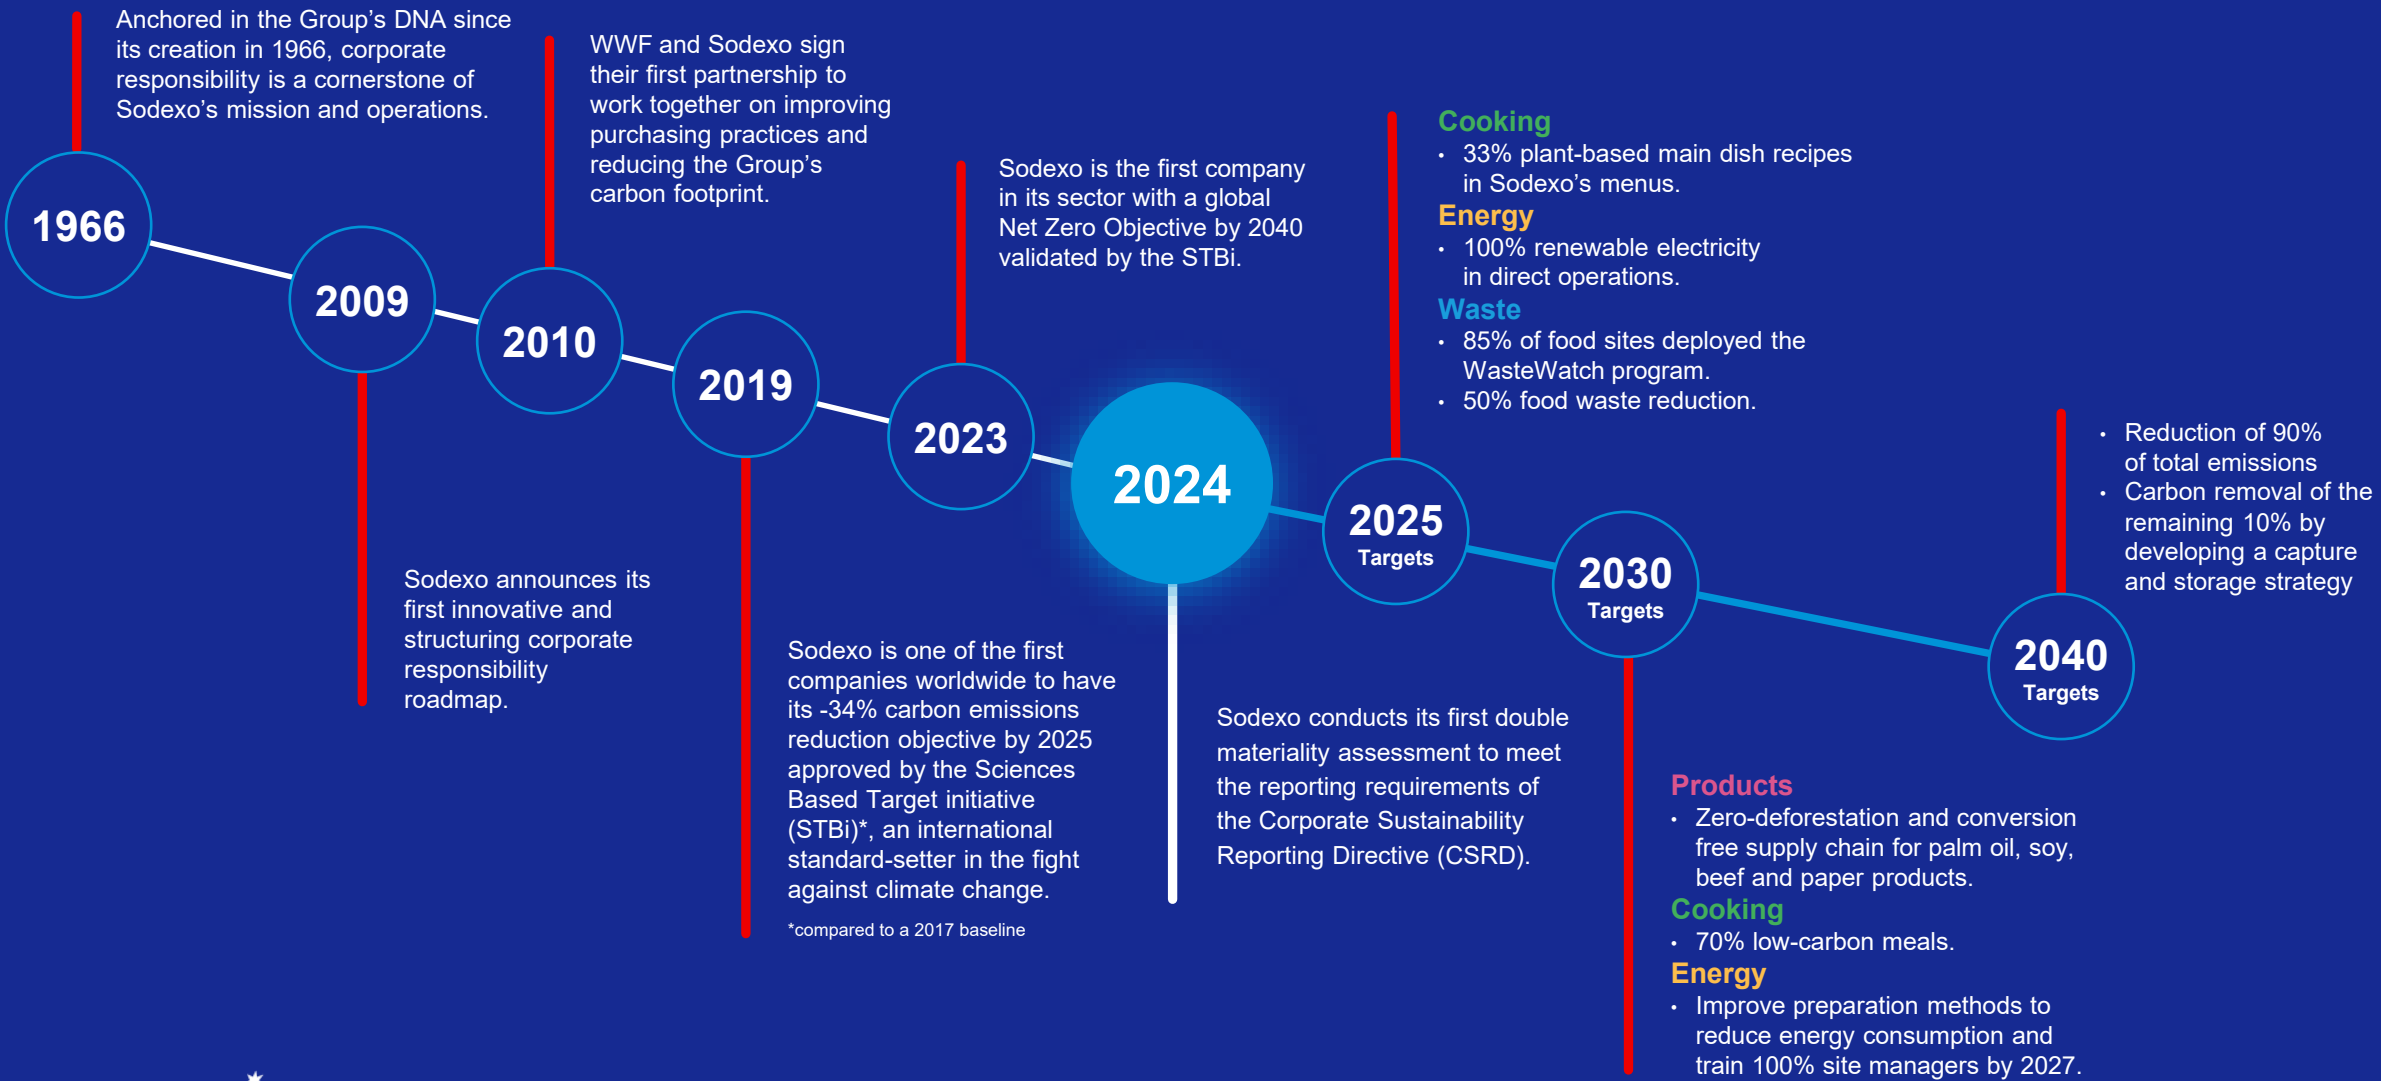 1966
Anchored in the Group's DNA since
its creation in 1966, corporate
responsibility is a cornerstone of
Sodexo's mission and operations.
2009
Sodexo announces its
first innovative and
structuring corporate
responsibility
roadmap.
2010
WWF and Sodexo sign
their first partnership to
work together on improving
purchasing practices and
reducing the Group's
carbon footprint.
2019
Sodexo is one of the first
companies worldwide to have
its -34% carbon emissions
reduction objective by 2025
approved by the Sciences
Based Target initiative
(STBi)*, an international
standard-setter in the fight
against climate change.
*compared to a 2017 baseline
2023
Sodexo is the first company
in its sector with a global
Net Zero Objective by 2040
validated by the STBi.
2024
Sodexo conducts its first double
materiality assessment to meet
the reporting requirements of
the Corporate Sustainability
Reporting Directive (CSRD).
2025
Targets
Cooking
• 33% plant-based main dish recipes
in Sodexo's menus.
Energy
• 100% renewable electricity
in direct operations.
Waste
• 85% of food sites deployed the
WasteWatch program.
• 50% food waste reduction.
2030
Targets
Products
• Zero-deforestation and conversion
free supply chain for palm oil, soy,
beef and paper products.
Cooking
• 70% low-carbon meals.
Energy
• Improve preparation methods to
reduce energy consumption and
train 100% site managers by 2027.
2040
Targets
• Reduction of 90%
of total emissions
• Carbon removal of the
remaining 10% by
developing a capture
and storage strategy